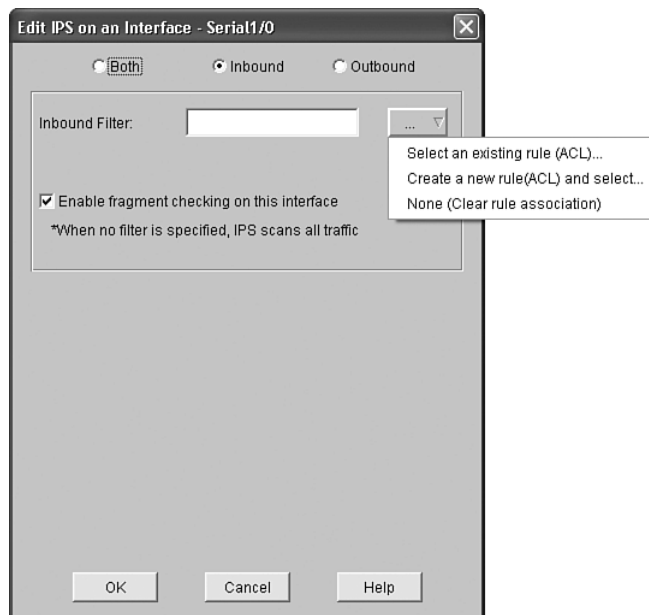 Edit IPS on an Interface - Serial1/0
Both Inbound Outbound
Inbound Filter: ...
Select an existing rule (ACL)...
Create a new rule(ACL) and select...
None (Clear rule association)
Enable fragment checking on this interface
*When no filter is specified, IPS scans all traffic
OK Cancel Help